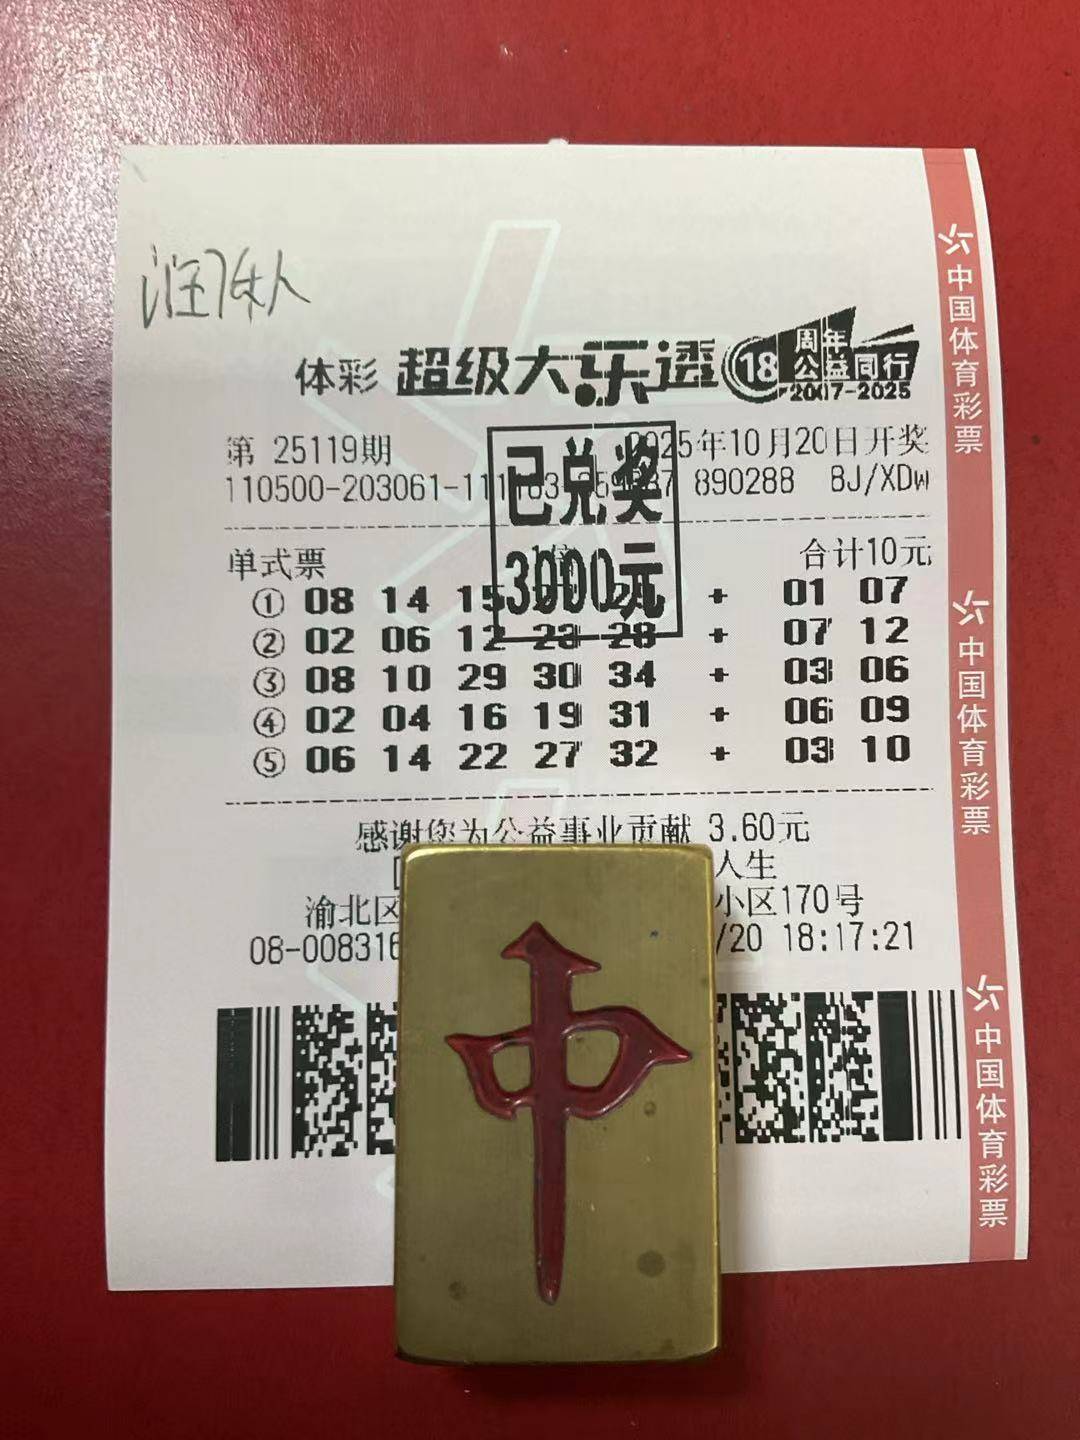 体彩 超级大乐透 18周年公益同行 2007-2025
第 25119期 2025年10月20日开奖
110500-203061-111 890288 BJ/XDw
已兑奖
3000元
单式票 合计10元
① 08 14 15 + 01 07
② 02 06 12 23 28 + 07 12
③ 08 10 29 30 34 + 03 06
④ 02 04 16 19 31 + 06 09
⑤ 06 14 22 27 32 + 03 10
感谢您为公益事业贡献 3.60元
人生
渝北区 小区170号
08-008316 /20 18:17:21
中
中国体育彩票
中国体育彩票
中国体育彩票